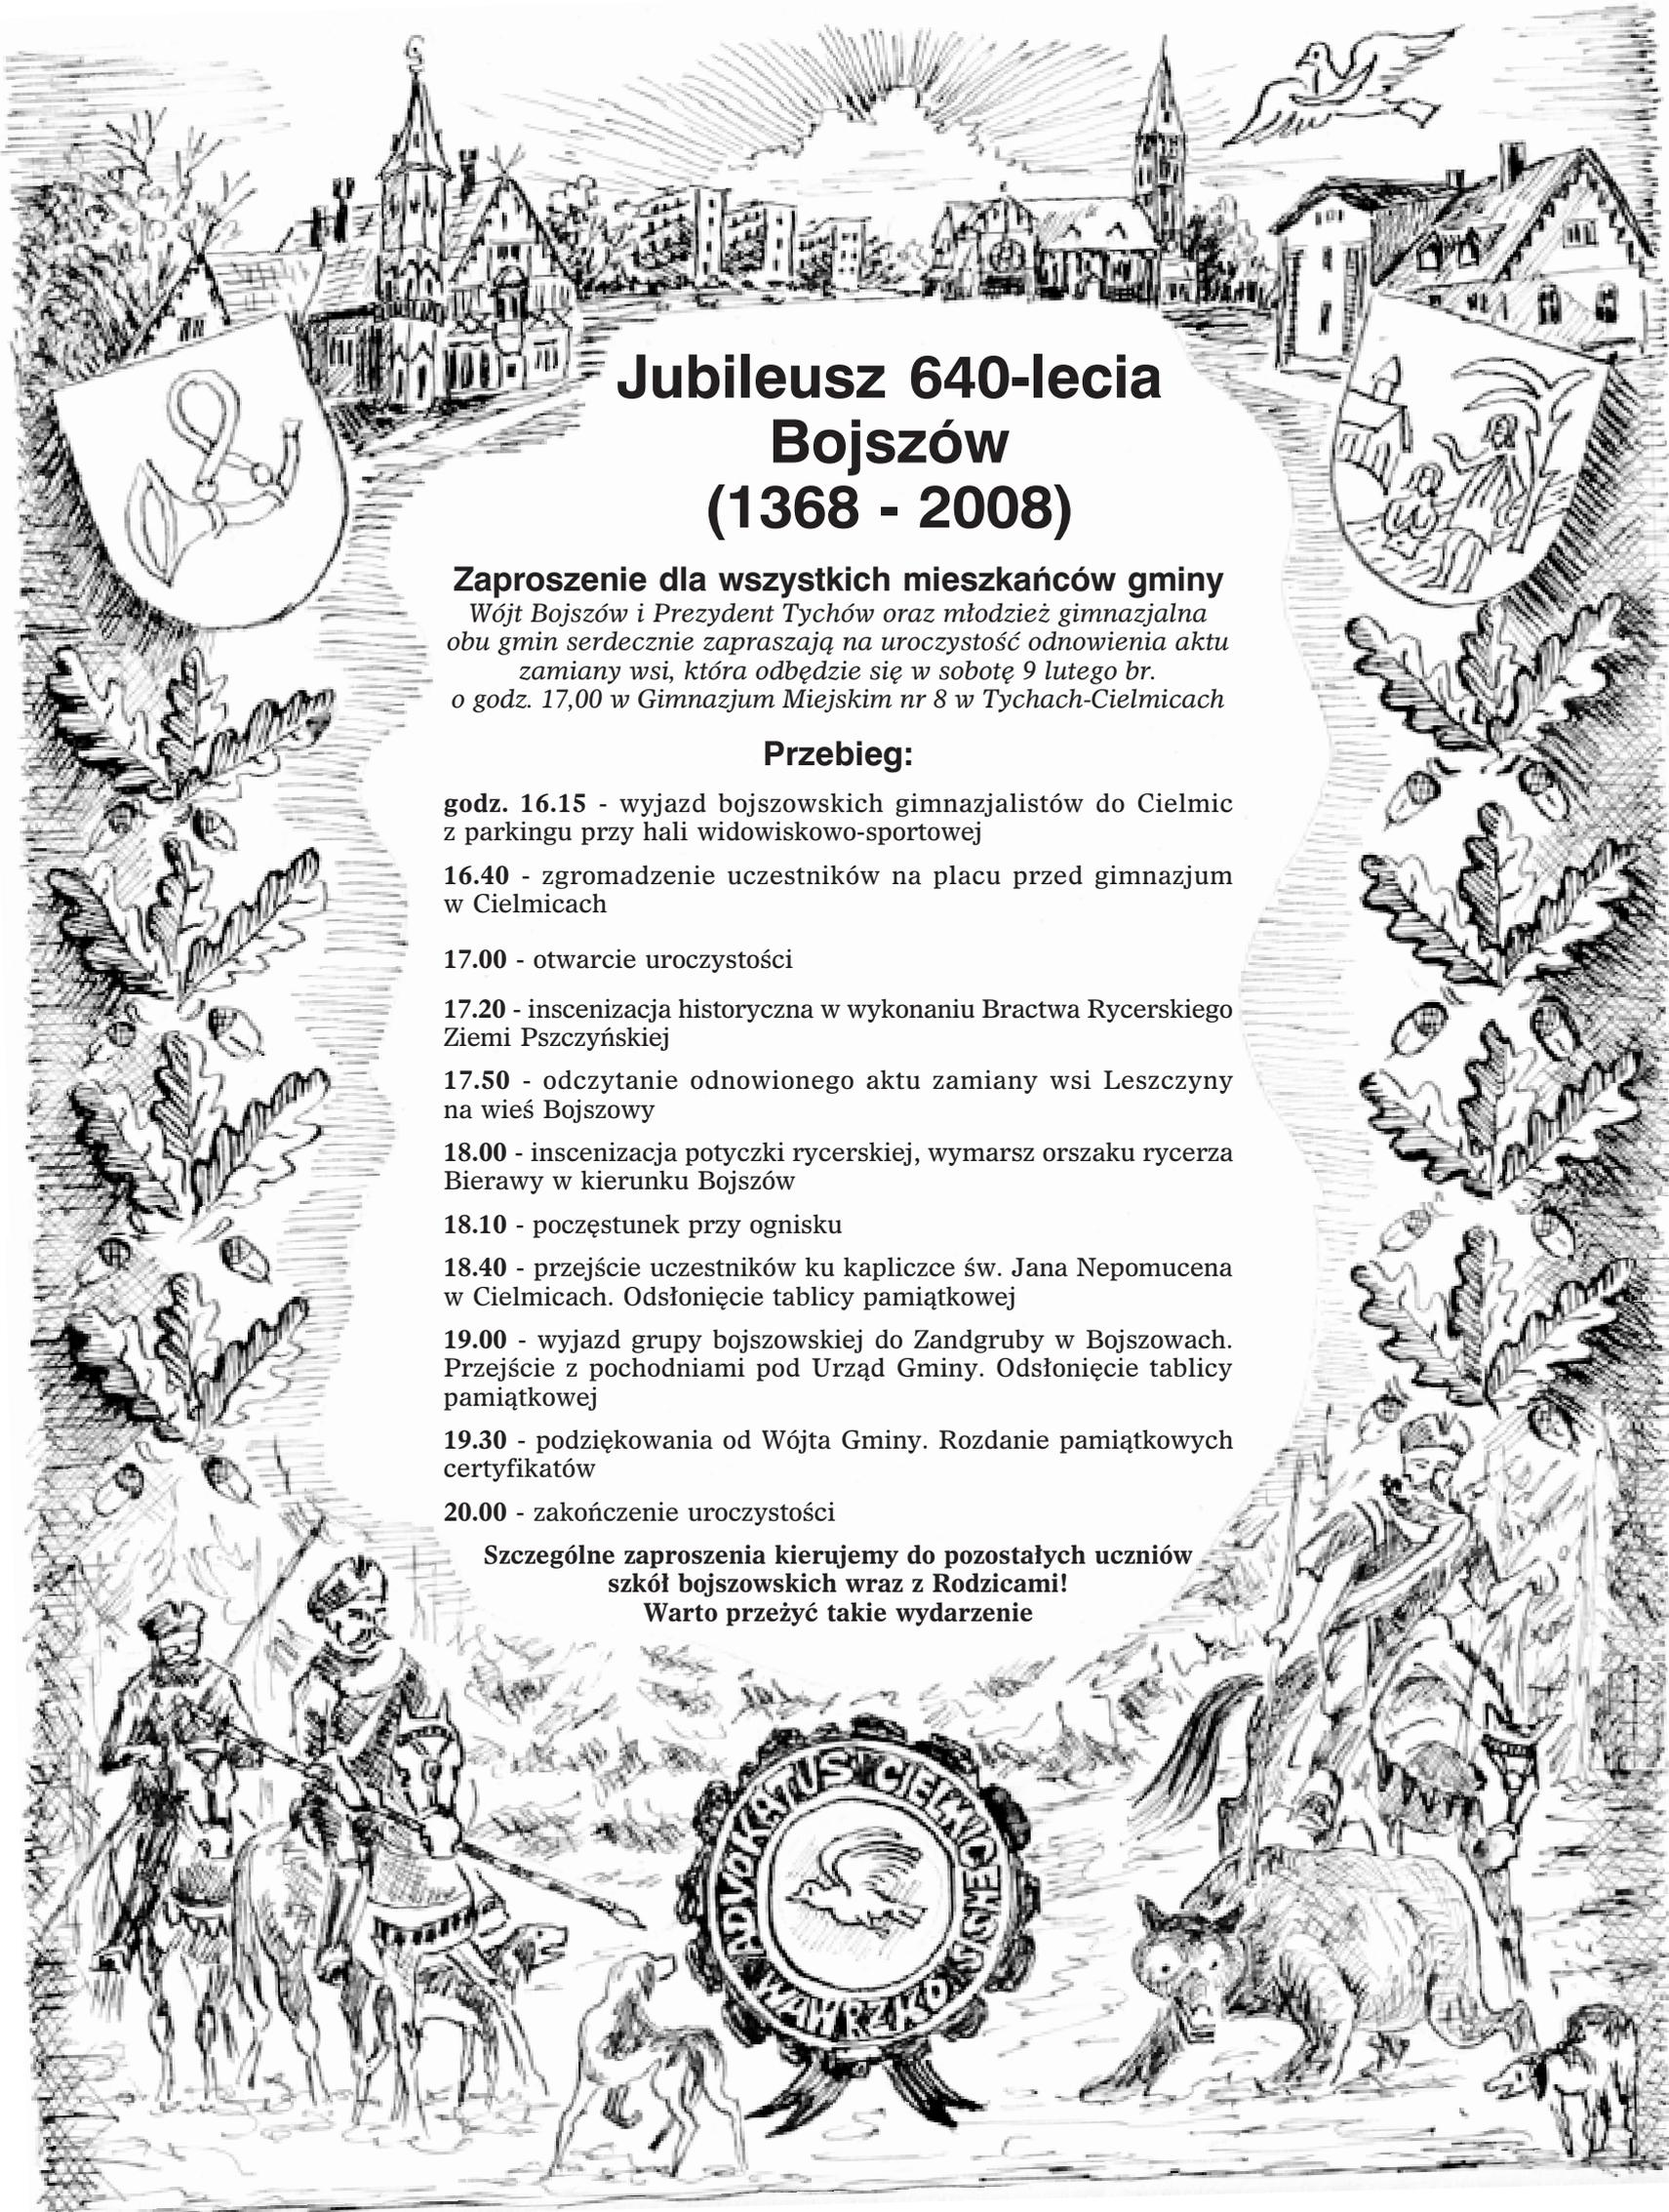 Jubileusz 640-lecia
Bojszów
(1368 - 2008)
Zaproszenie dla wszystkich mieszkańców gminy
Wójt Bojszów i Prezydent Tychów oraz młodzież gimnazjalna
obu gmin serdecznie zapraszają na uroczystość odnowienia aktu
zamiany wsi, która odbędzie się w sobotę 9 lutego br.
o godz. 17,00 w Gimnazjum Miejskim nr 8 w Tychach-Cielmicach
Przebieg:
godz. 16.15 - wyjazd bojszowskich gimnazjalistów do Cielmic
z parkingu przy hali widowiskowo-sportowej
16.40 - zgromadzenie uczestników na placu przed gimnazjum
w Cielmicach
17.00 - otwarcie uroczystości
17.20 - inscenizacja historyczna w wykonaniu Bractwa Rycerskiego
Ziemi Pszczyńskiej
17.50 - odczytanie odnowionego aktu zamiany wsi Leszczyny
na wieś Bojszowy
18.00 - inscenizacja potyczki rycerskiej, wymarsz orszaku rycerza
Bierawy w kierunku Bojszów
18.10 - poczęstunek przy ognisku
18.40 - przejście uczestników ku kapliczce św. Jana Nepomucena
w Cielmicach. Odsłonięcie tablicy pamiątkowej
19.00 - wyjazd grupy bojszowskiej do Zandgruby w Bojszowach.
Przejście z pochodniami pod Urząd Gminy. Odsłonięcie tablicy
pamiątkowej
19.30 - podziękowania od Wójta Gminy. Rozdanie pamiątkowych
certyfikatów
20.00 - zakończenie uroczystości
Szczególne zaproszenia kierujemy do pozostałych uczniów
szkół bojszowskich wraz z Rodzicami!
Warto przeżyć takie wydarzenie
ADVOKATUS
WAWRZKO